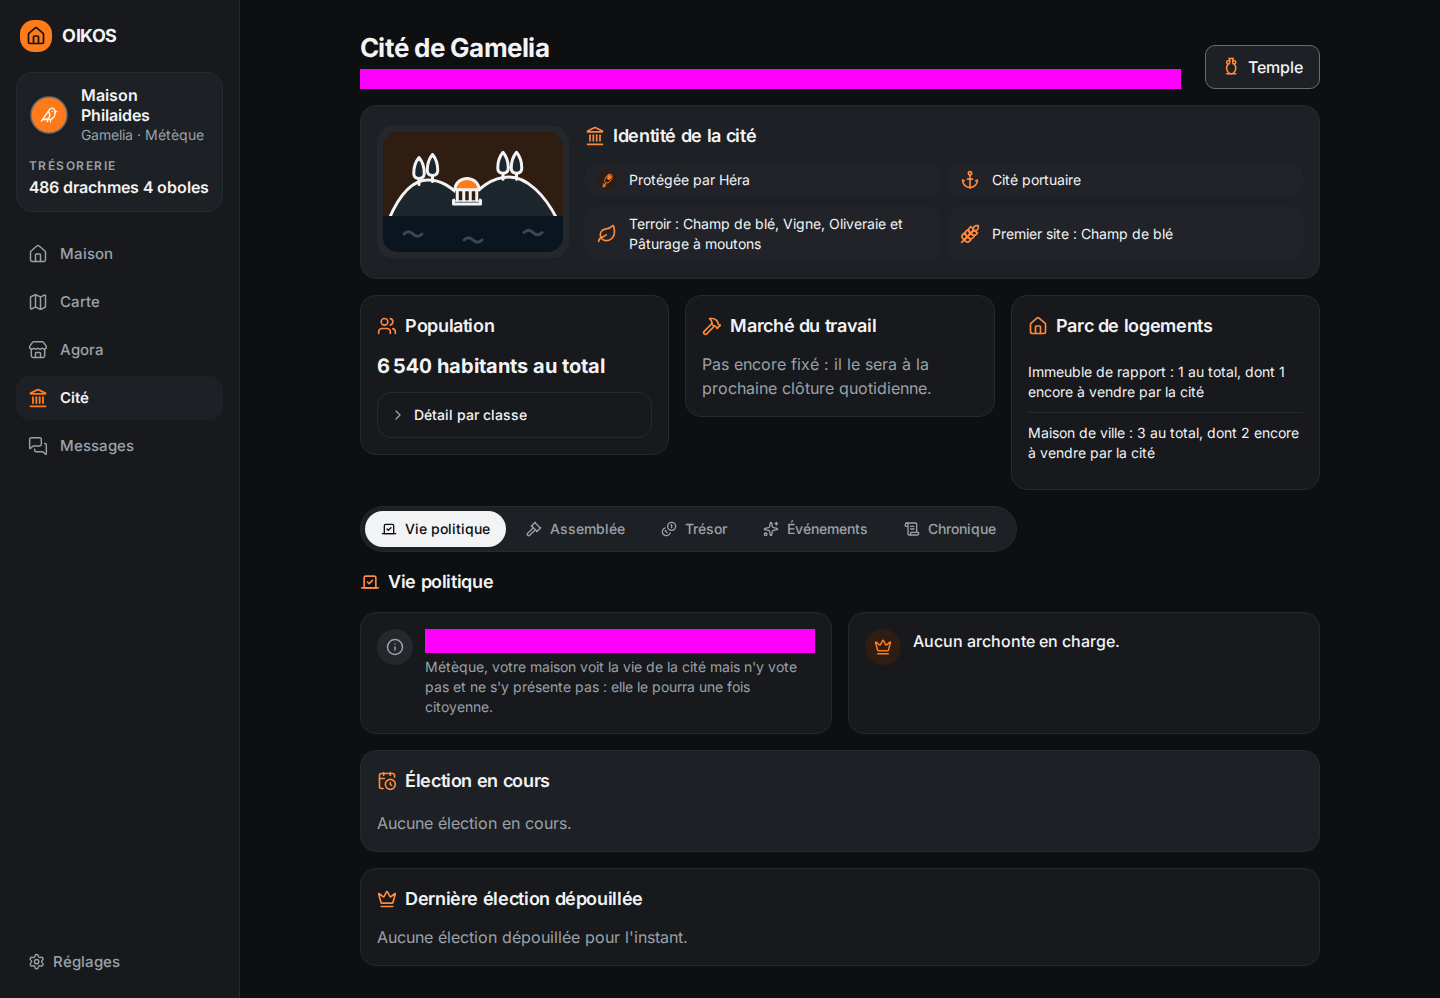 OIKOS
Maison
Philaides
Gamelia · Métèque
TRÉSORERIE
486 drachmes 4 oboles
Maison
Carte
Agora
Cité
Messages
Réglages
Cité de Gamelia
Temple
Identité de la cité
Protégée par Héra
Cité portuaire
Terroir : Champ de blé, Vigne, Oliveraie et
Pâturage à moutons
Premier site : Champ de blé
Population
6 540 habitants au total
Détail par classe
Marché du travail
Pas encore fixé : il le sera à la
prochaine clôture quotidienne.
Parc de logements
Immeuble de rapport : 1 au total, dont 1
encore à vendre par la cité
Maison de ville : 3 au total, dont 2 encore
à vendre par la cité
Vie politique
Assemblée
Trésor
Événements
Chronique
Vie politique
Métèque, votre maison voit la vie de la cité mais n'y vote
pas et ne s'y présente pas : elle le pourra une fois
citoyenne.
Aucun archonte en charge.
Élection en cours
Aucune élection en cours.
Dernière élection dépouillée
Aucune élection dépouillée pour l'instant.